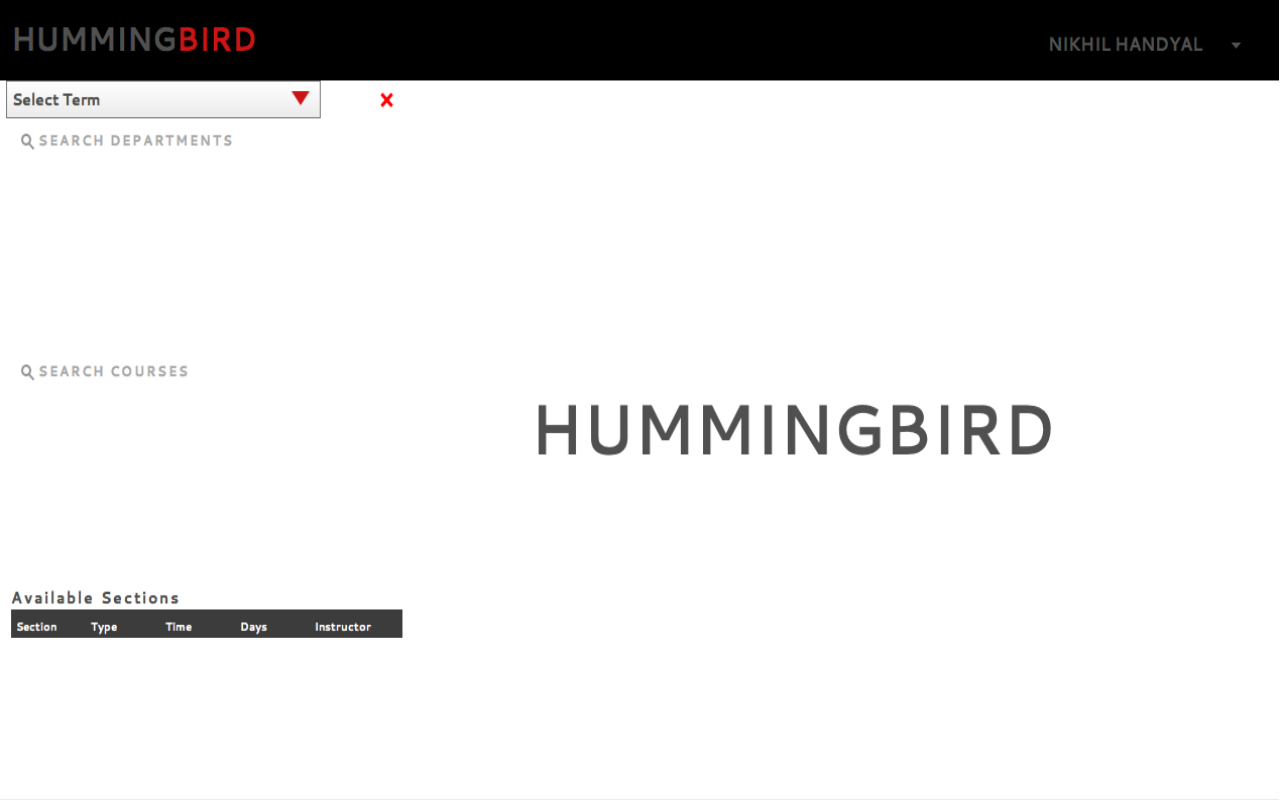 HUMMINGBIRD
NIKHIL HANDYAL
Select Term
SEARCH DEPARTMENTS
SEARCH COURSES
HUMMINGBIRD
Available Sections
Section Type Time Days Instructor